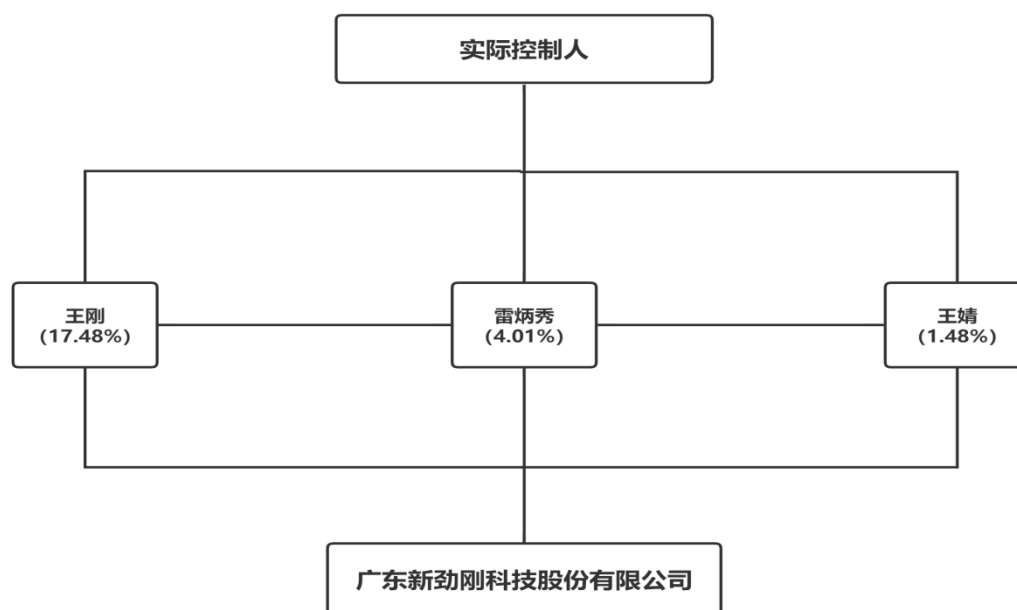 实际控制人
王刚
(17.48%)
雷炳秀
(4.01%)
王婧
(1.48%)
广东新劲刚科技股份有限公司